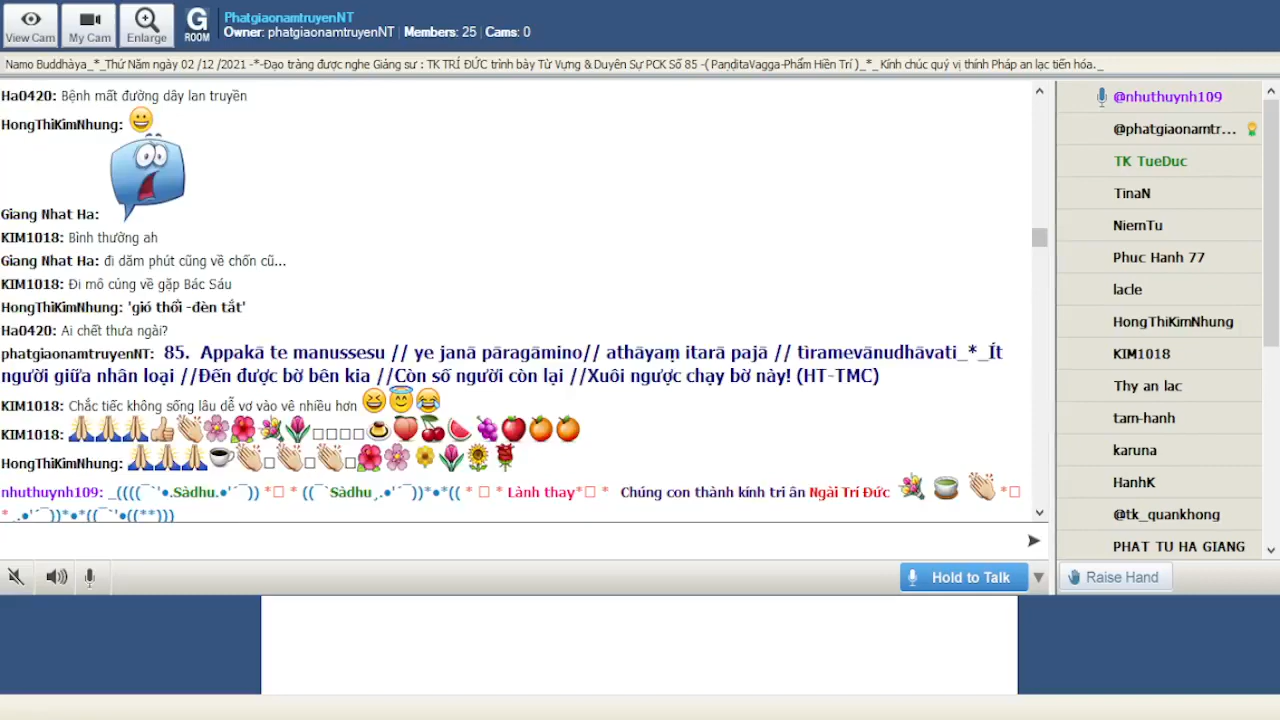 View Cam
My Cam
Enlarge
G ROOM
PhatgiaonamtruyenNT
Owner: phatgiaonamtruyenNT | Members: 25 | Cams: 0
Namo Buddhàya_*_Thứ Năm ngày 02 /12 /2021 -*-Đạo tràng được nghe Giảng sư : TK TRÍ ĐỨC trình bày Từ Vựng & Duyên Sự PCK Số 85 -( PaṇḍitaVagga-Phẩm Hiền Trí )_*_ Kính chúc quý vị thính Pháp an lạc tiến hóa._
Ha0420: Bệnh mất đường dây lan truyền
HongThiKimNhung: 😀
Giang Nhat Ha:
KIM1018: Bình thường ah
Giang Nhat Ha: đi dăm phút cũng về chốn cũ...
KIM1018: Đi mô củng về gặp Bác Sáu
HongThiKimNhung: 'gió thổi -đèn tắt'
Ha0420: Ai chết thưa ngài?
phatgiaonamtruyenNT: 85. Appakā te manussesu // ye janā pāragāmino// athāyaṃ itarā pajā // tìramevānudhāvati_*_Ít
người giữa nhân loại //Đến được bờ bên kia //Còn số người còn lại //Xuôi ngược chạy bờ này! (HT-TMC)
KIM1018: Chắc tiếc không sống lâu dễ vơ vào vê nhiều hơn 😆😇😂
KIM1018: 🙏🙏🙏👍👏🌸🌺💐🌷□□□□🍮🍑🍒🍉🍇🍎🍊🍊
HongThiKimNhung: 🙏🙏🙏☕👏□👏□👏□🌺🌸🌼🌷🌻🌹
nhuthuynh109: _((((¯`'•.Sàdhu.•'´¯)) *□ * ((¯`Sàdhu¸.•'´¯))*•*(( * □ * Lành thay*□ * Chúng con thành kính tri ân Ngài Trí Đức 💐 🍵 👏 *□
* ¸.•'´¯))*•*((¯`'•((**)))
Hold to Talk
@nhuthuynh109
@phatgiaonamtr...
TK TueDuc
TinaN
NiemTu
Phuc Hanh 77
lacle
HongThiKimNhung
KIM1018
Thy an lac
tam-hanh
karuna
HanhK
@tk_quankhong
PHAT TU HA GIANG
Raise Hand